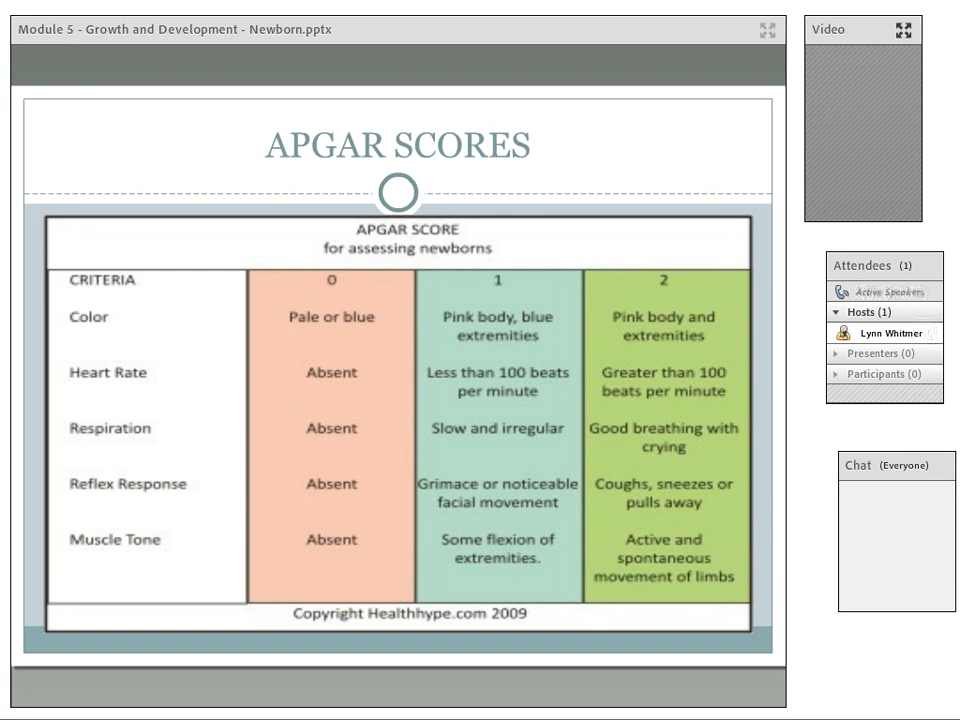 Module 5 - Growth and Development - Newborn.pptx
APGAR SCORES
APGAR SCORE
for assessing newborns
CRITERIA 0 1 2
Color Pale or blue Pink body, blue Pink body and
extremities extremities
Heart Rate Absent Less than 100 beats Greater than 100
per minute beats per minute
Respiration Absent Slow and irregular Good breathing with
crying
Reflex Response Absent Grimace or noticeable Coughs, sneezes or
facial movement pulls away
Muscle Tone Absent Some flexion of Active and
extremities. spontaneous
movement of limbs
Copyright Healthhype.com 2009
Video
Attendees (1)
Active Speakers
Hosts (1)
Lynn Whitmer
Presenters (0)
Participants (0)
Chat (Everyone)